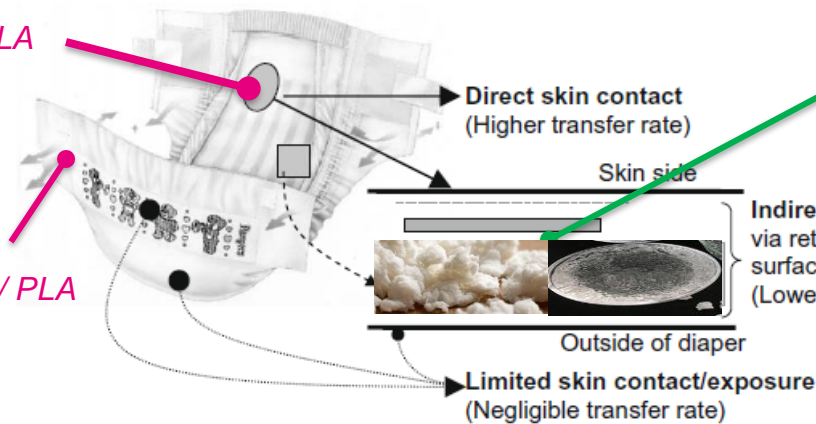 LA
Direct skin contact
(Higher transfer rate)
Skin side
Indire
via ret
surfac
(Lowe
/ PLA
Outside of diaper
Limited skin contact/exposure
(Negligible transfer rate)